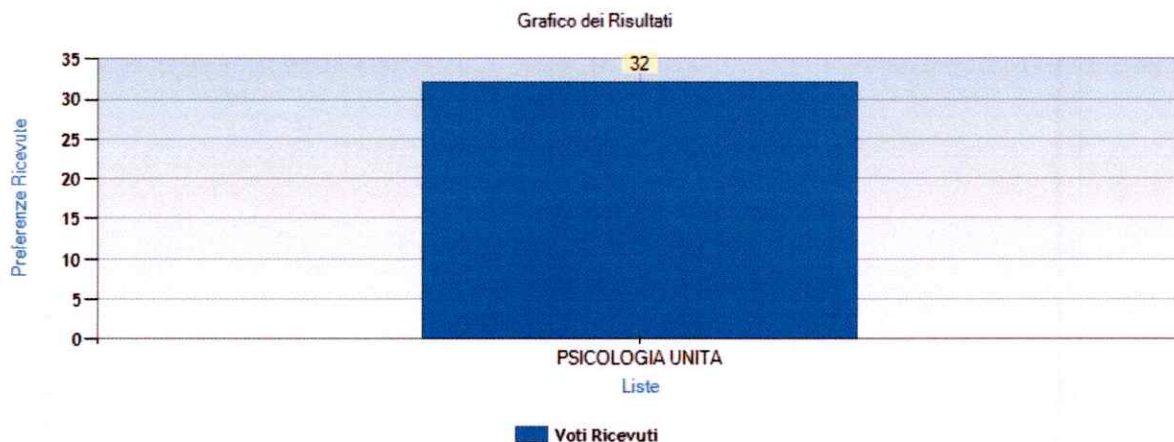 Grafico dei Risultati
Preferenze Ricevute
35
32
30
25
20
15
10
5
0
PSICOLOGIA UNITA
Liste
Voti Ricevuti